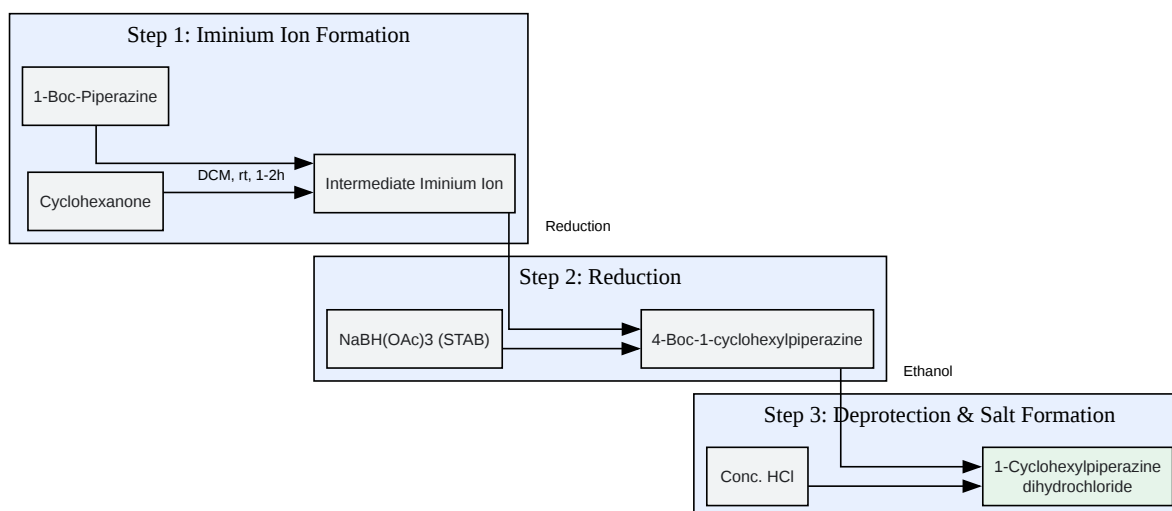 Step 1: Iminium Ion Formation
1-Boc-Piperazine
DCM, rt, 1-2h
Cyclohexanone
Intermediate Iminium Ion
Reduction
Step 2: Reduction
NaBH(OAc)3 (STAB)
4-Boc-1-cyclohexylpiperazine
Ethanol
Step 3: Deprotection & Salt Formation
Conc. HCl
1-Cyclohexylpiperazine
dihydrochloride